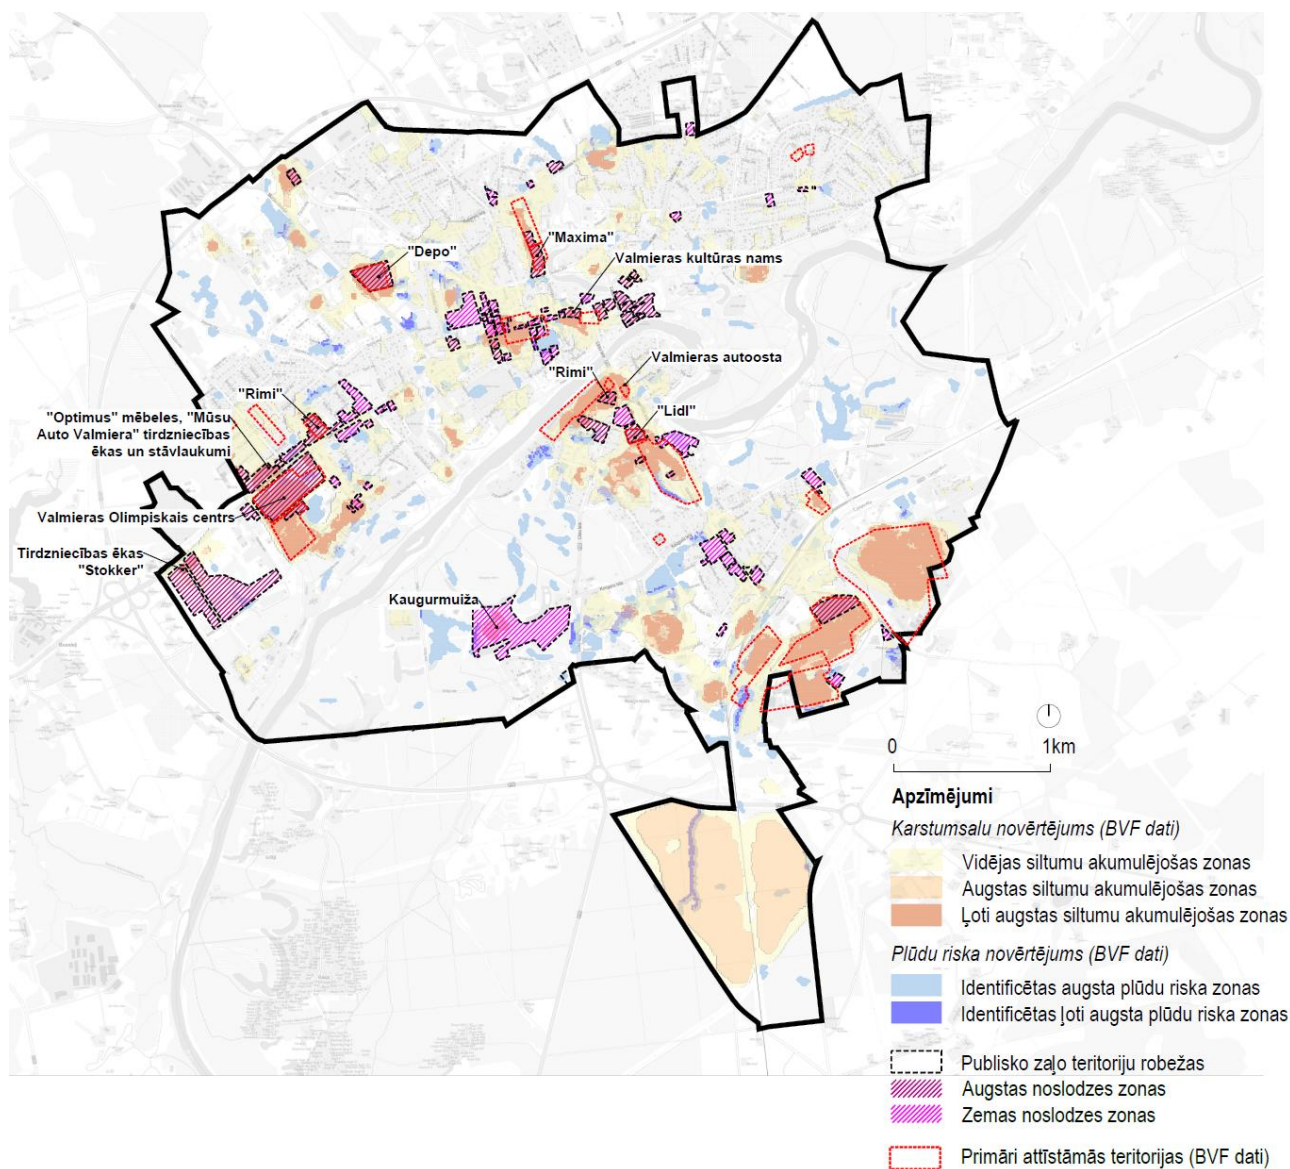 "Maxima"
"Depo"
Valmieras kultūras nams
Valmieras autoosta
"Rimi"
"Rimi"
"Lidl"
"Optimus" mēbeles, "Mūsu
Auto Valmiera" tirdzniecības
ēkas un stāvlaukumi
Valmieras Olimpiskais centrs
Tirdzniecības ēkas
"Stokker"
Kaugurmuiža
0 1km
Apzīmējumi
Karstumsalu novērtējums (BVF dati)
Vidējas siltumu akumulējošas zonas
Augstas siltumu akumulējošas zonas
Ļoti augstas siltumu akumulējošas zonas
Plūdu riska novērtējums (BVF dati)
Identificētas augsta plūdu riska zonas
Identificētas ļoti augsta plūdu riska zonas
Publisko zaļo teritoriju robežas
Augstas noslodzes zonas
Zemas noslodzes zonas
Primāri attīstāmās teritorijas (BVF dati)